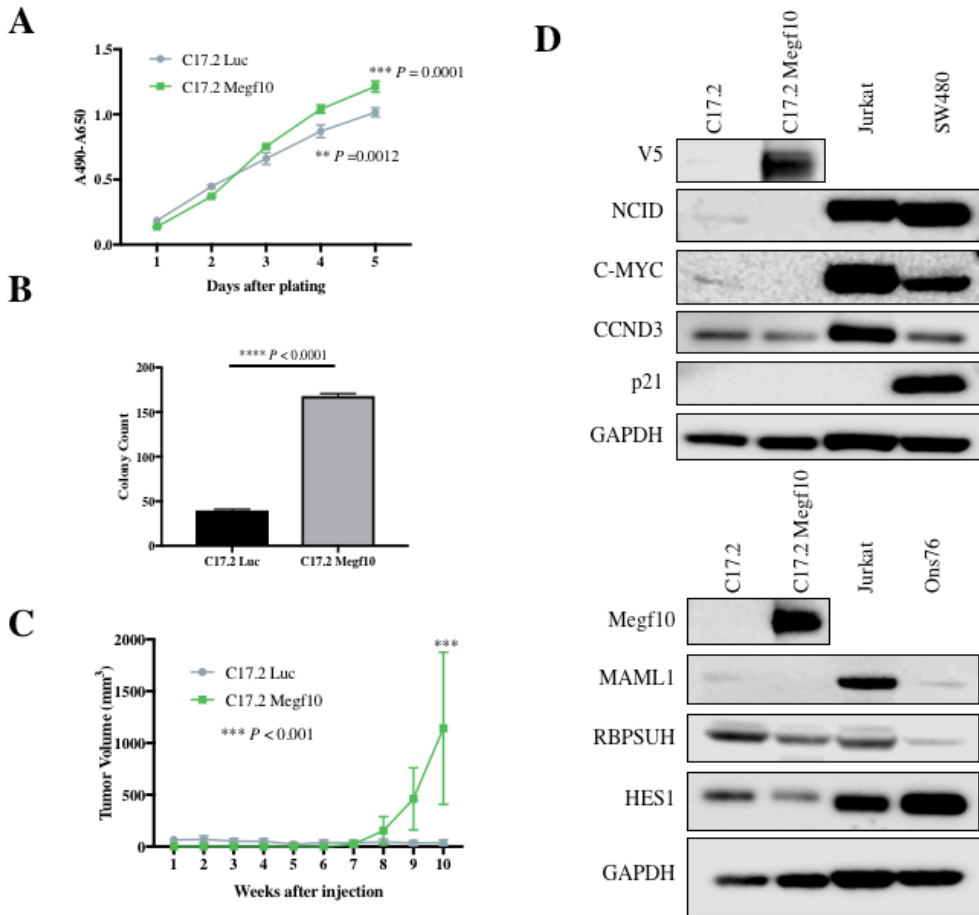 A
1.5
1.0
0.5
0.0
A490-A650
C17.2 Luc
C17.2 Megf10
*** P = 0.0001
** P =0.0012
1 2 3 4 5
Days after plating
B
**** P < 0.0001
200
150
100
50
0
Colony Count
C17.2 Luc C17.2 Megf10
C
2000
1500
1000
500
0
Tumor Volume (mm³)
C17.2 Luc
C17.2 Megf10
*** P < 0.001
***
1 2 3 4 5 6 7 8 9 10
Weeks after injection
D
C17.2 C17.2 Megf10 Jurkat SW480
V5
NCID
C-MYC
CCND3
p21
GAPDH
C17.2 C17.2 Megf10 Jurkat Ons76
Megf10
MAML1
RBPSUH
HES1
GAPDH